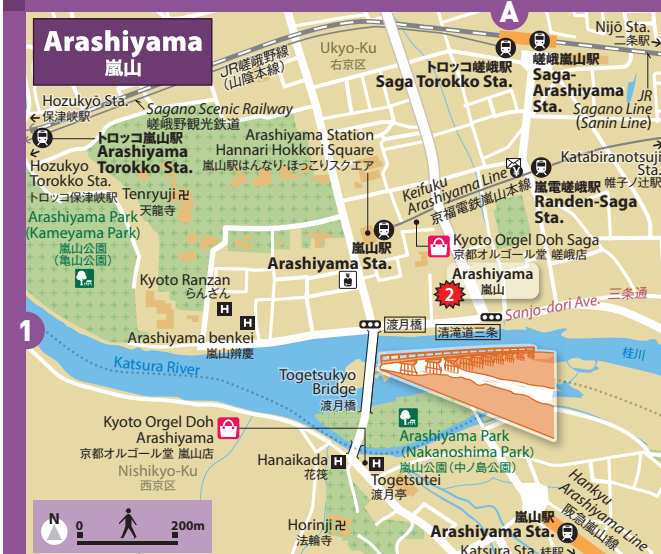 Arashiyama
嵐山
A
1
Ukyo-Ku
右京区
JR嵯峨野線
(山陰本線)
トロッコ嵯峨駅
Saga Torokko Sta.
嵯峨嵐山駅
Saga-
Arashiyama
Sta.
Nijō Sta.
二条駅→
JR
Sagano Line
(Sanin Line)
Hozukyō Sta.
←保津峡駅
Sagano Scenic Railway
嵯峨野観光鉄道
トロッコ嵐山駅
Arashiyama
Torokko Sta.
Hozukyo
Torokko Sta.
トロッコ保津峡駅
Arashiyama Station
Hannari Hokkori Square
嵐山駅はんなり・ほっこりスクエア
Tenryuji 卍
天龍寺
Keifuku
Arashiyama Line
京福電鉄嵐山本線
Katabiranotsuji
Sta.
帷子ノ辻駅
嵐電嵯峨駅
Randen-Saga
Sta.
Arashiyama Park
(Kameyama Park)
嵐山公園
(亀山公園)
嵐山駅
Arashiyama Sta.
Kyoto Orgel Doh Saga
京都オルゴール堂 嵯峨店
Arashiyama
嵐山
2
Kyoto Ranzan
らんざん
H
H
Arashiyama benkei
嵐山辨慶
渡月橋
清滝道三条
Sanjo-dori Ave. 三条通
Katsura River
桂川
Togetsukyo
Bridge
渡月橋
Kyoto Orgel Doh
Arashiyama
京都オルゴール堂 嵐山店
Arashiyama Park
(Nakanoshima Park)
嵐山公園(中ノ島公園)
Nishikyo-Ku
西京区
Hanaikada H
花筏
H
Togetsutei
渡月亭
Horinji 卍
法輪寺
Hankyu
Arashiyama Line
阪急嵐山線
嵐山駅
Arashiyama Sta.
Katsura Sta. 桂駅
N
0 200m